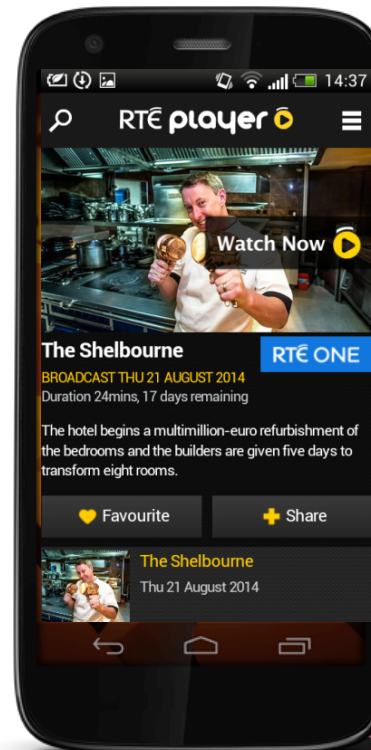 14:37
RTÉ player
Watch Now
The Shelbourne
RTÉ ONE
BROADCAST THU 21 AUGUST 2014
Duration 24mins, 17 days remaining
The hotel begins a multimillion-euro refurbishment of
the bedrooms and the builders are given five days to
transform eight rooms.
Favourite
Share
The Shelbourne
Thu 21 August 2014